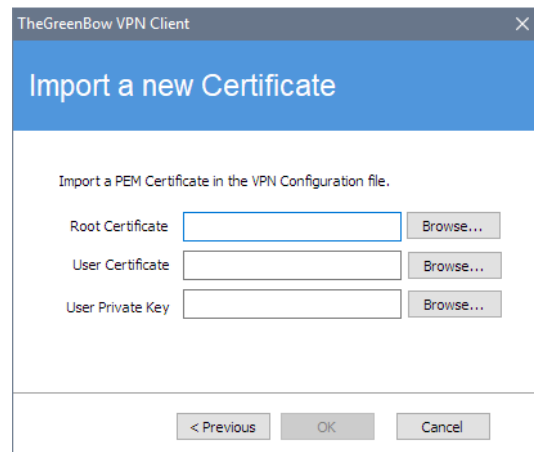 TheGreenBow VPN Client
Import a new Certificate
Import a PEM Certificate in the VPN Configuration file.
Root Certificate Browse...
User Certificate Browse...
User Private Key Browse...
< Previous OK Cancel